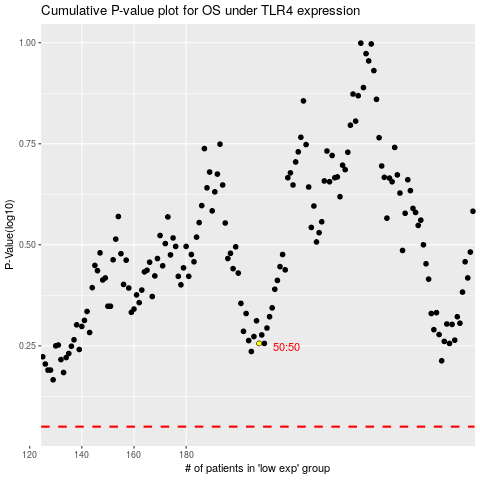 Cumulative P-value plot for OS under TLR4 expression
P-Value(log10)
1.00
0.75
0.50
0.25
50:50
120 140 160 180
# of patients in 'low exp' group